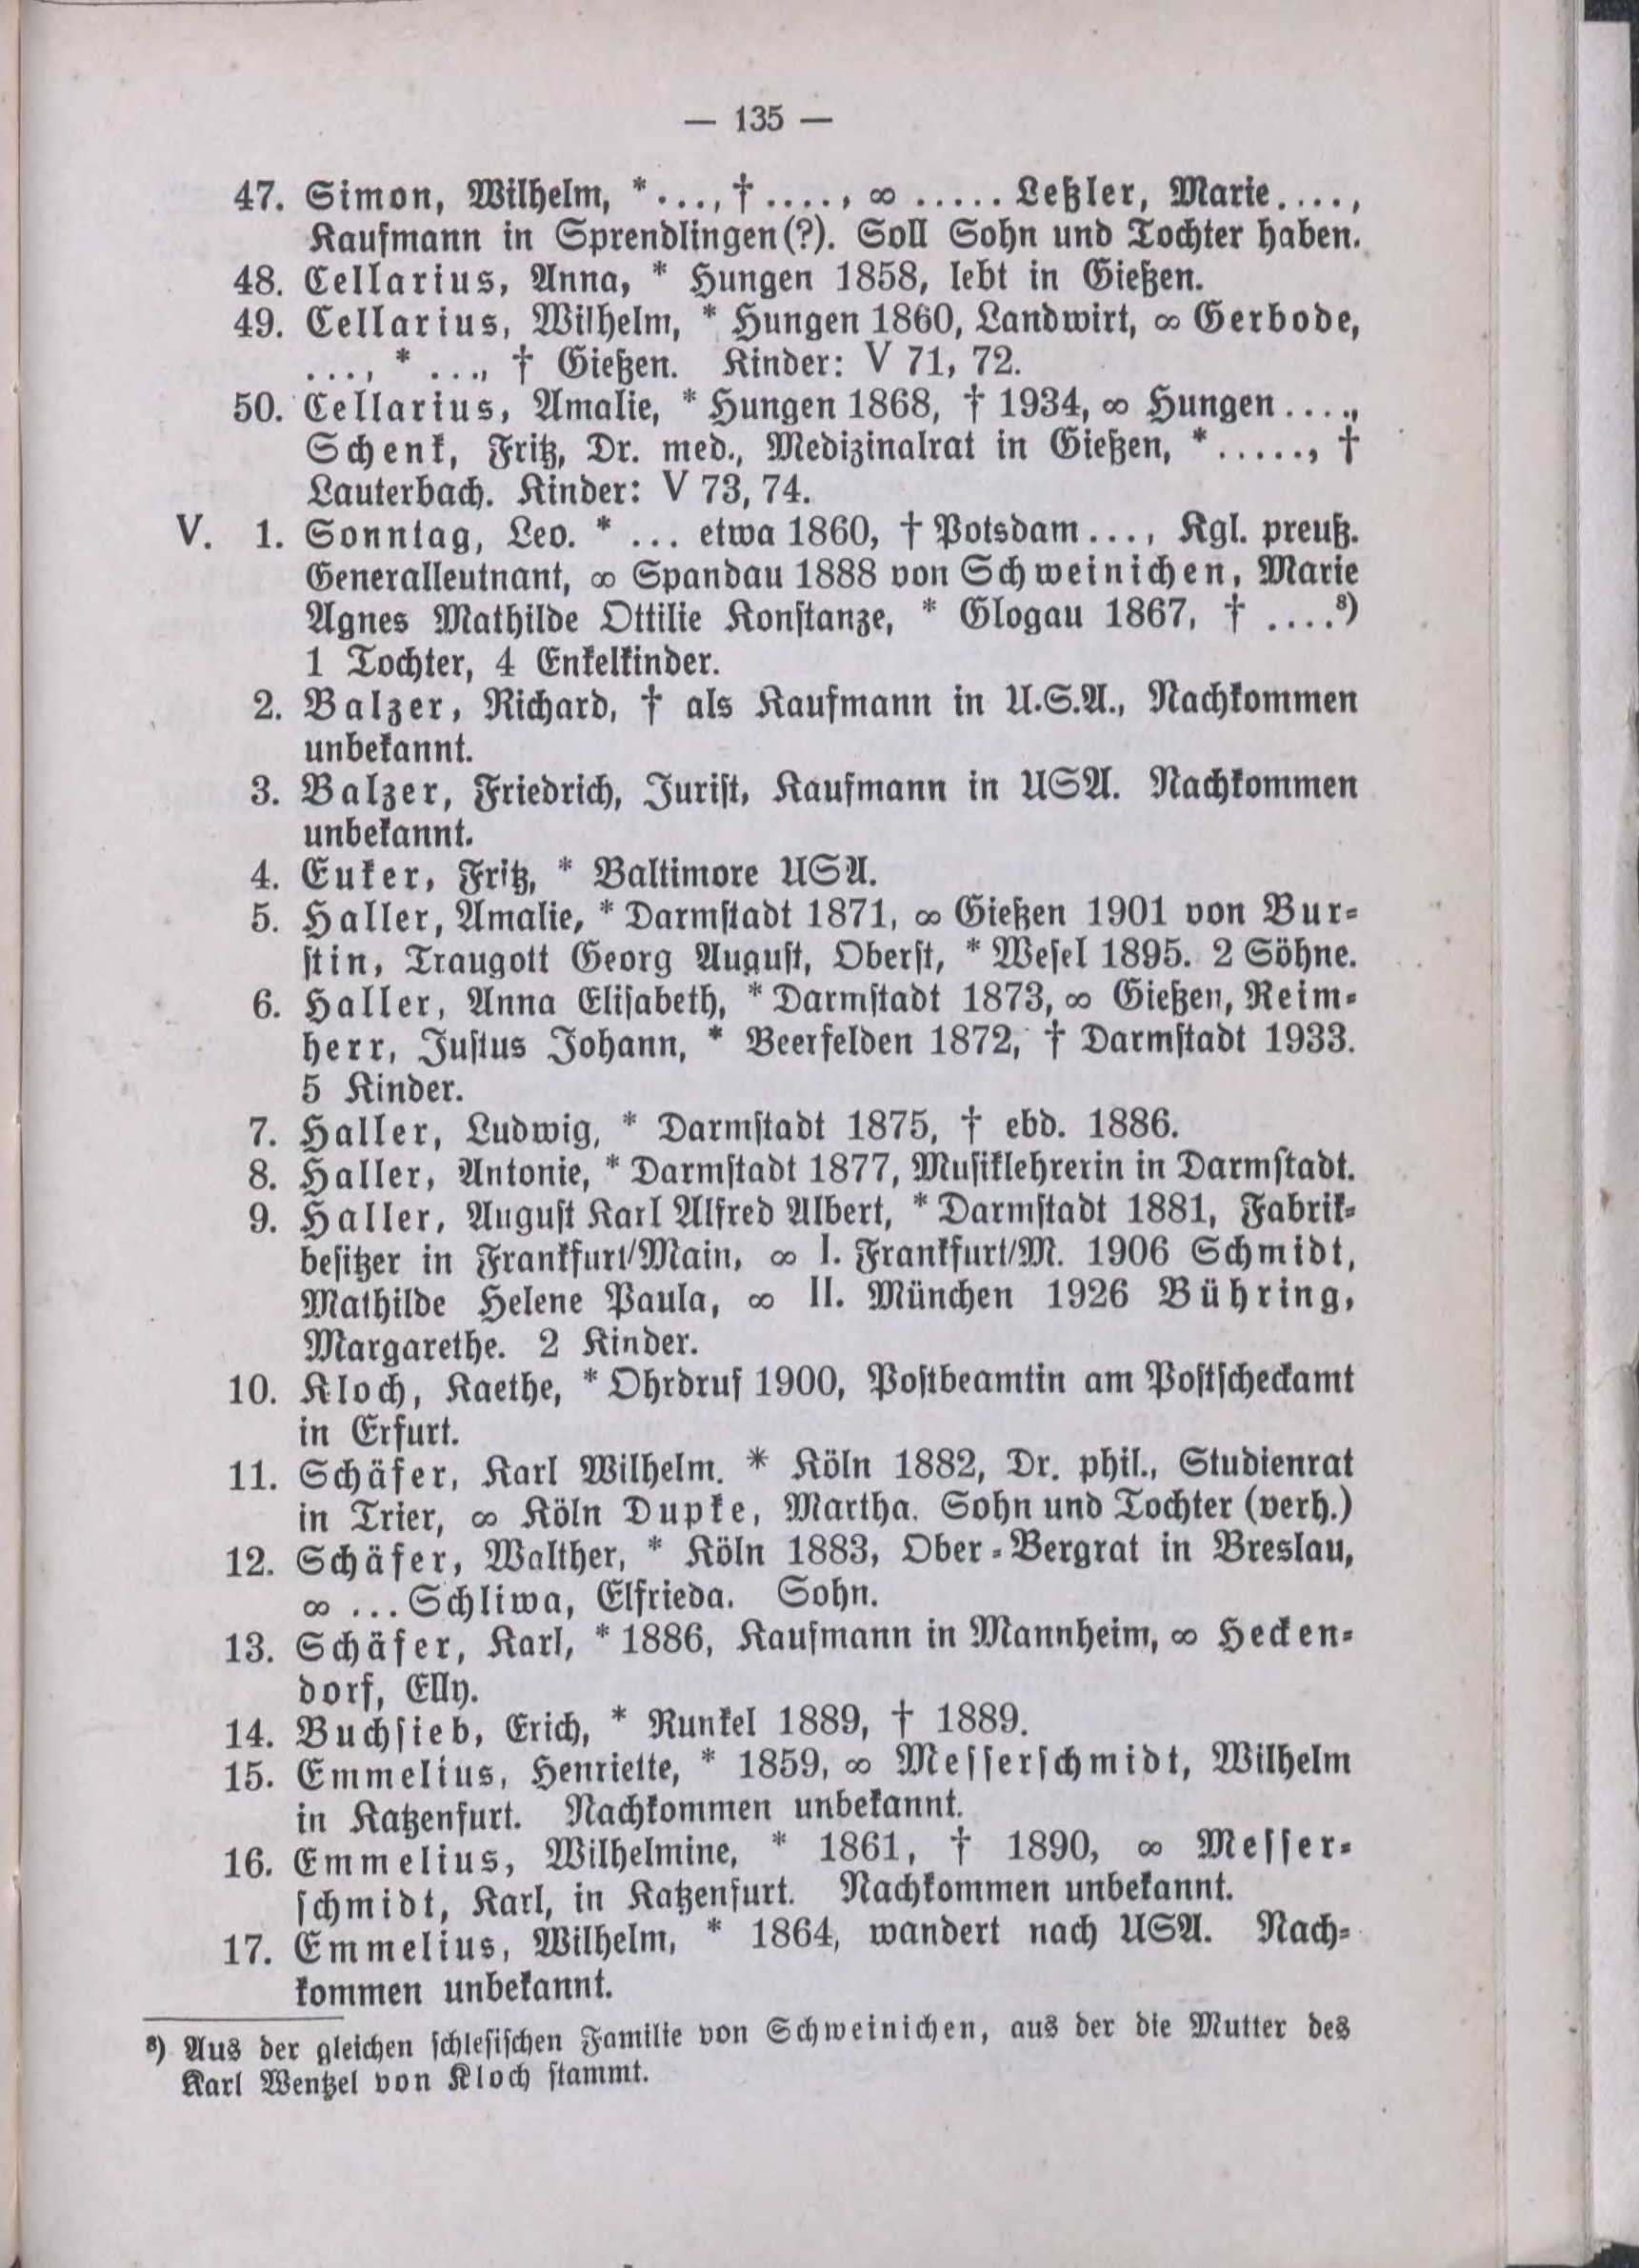 — 135 —
47. Simon, Wilhelm, *..., † ...., ∞ ..... Leßler, Marie....,
Kaufmann in Sprendlingen(?). Soll Sohn und Tochter haben.
48. Cellarius, Anna, * Hungen 1858, lebt in Gießen.
49. Cellarius, Wilhelm, * Hungen 1860, Landwirt, ∞ Gerbode,
..., * ..., † Gießen. Kinder: V 71, 72.
50. Cellarius, Amalie, * Hungen 1868, † 1934, ∞ Hungen ....,
Schenk, Fritz, Dr. med., Medizinalrat in Gießen, * ....., †
Lauterbach. Kinder: V 73, 74.
V. 1. Sonntag, Leo. * ... etwa 1860, † Potsdam ..., Kgl. preuß.
Generalleutnant, ∞ Spandau 1888 von Schweinichen, Marie
Agnes Mathilde Ottilie Konstanze, * Glogau 1867, † ....⁸)
1 Tochter, 4 Enkelkinder.
2. Balzer, Richard, † als Kaufmann in U.S.A., Nachkommen
unbekannt.
3. Balzer, Friedrich, Jurist, Kaufmann in USA. Nachkommen
unbekannt.
4. Euker, Fritz, * Baltimore USA.
5. Haller, Amalie, * Darmstadt 1871, ∞ Gießen 1901 von Bur-
stin, Traugott Georg August, Oberst, * Wesel 1895. 2 Söhne.
6. Haller, Anna Elisabeth, * Darmstadt 1873, ∞ Gießen, Reim-
herr, Justus Johann, * Beerfelden 1872, † Darmstadt 1933.
5 Kinder.
7. Haller, Ludwig, * Darmstadt 1875, † ebd. 1886.
8. Haller, Antonie, * Darmstadt 1877, Musiklehrerin in Darmstadt.
9. Haller, August Karl Alfred Albert, * Darmstadt 1881, Fabrik-
besitzer in Frankfurt/Main, ∞ I. Frankfurt/M. 1906 Schmidt,
Mathilde Helene Paula, ∞ II. München 1926 Bühring,
Margarethe. 2 Kinder.
10. Kloch, Kaethe, * Ohrdruf 1900, Postbeamtin am Postscheckamt
in Erfurt.
11. Schäfer, Karl Wilhelm. * Köln 1882, Dr. phil., Studienrat
in Trier, ∞ Köln Dupke, Martha. Sohn und Tochter (verh.)
12. Schäfer, Walther, * Köln 1883, Ober-Bergrat in Breslau,
∞ ... Schliwa, Elfrieda. Sohn.
13. Schäfer, Karl, * 1886, Kaufmann in Mannheim, ∞ Hecken-
dorf, Elly.
14. Buchsieb, Erich, * Runkel 1889, † 1889.
15. Emmelius, Henriette, * 1859, ∞ Messerschmidt, Wilhelm
in Katzenfurt. Nachkommen unbekannt.
16. Emmelius, Wilhelmine, * 1861, † 1890, ∞ Messer-
schmidt, Karl, in Katzenfurt. Nachkommen unbekannt.
17. Emmelius, Wilhelm, * 1864, wandert nach USA. Nach-
kommen unbekannt.
⁸) Aus der gleichen schlesischen Familie von Schweinichen, aus der die Mutter des
Karl Wentzel von Kloch stammt.